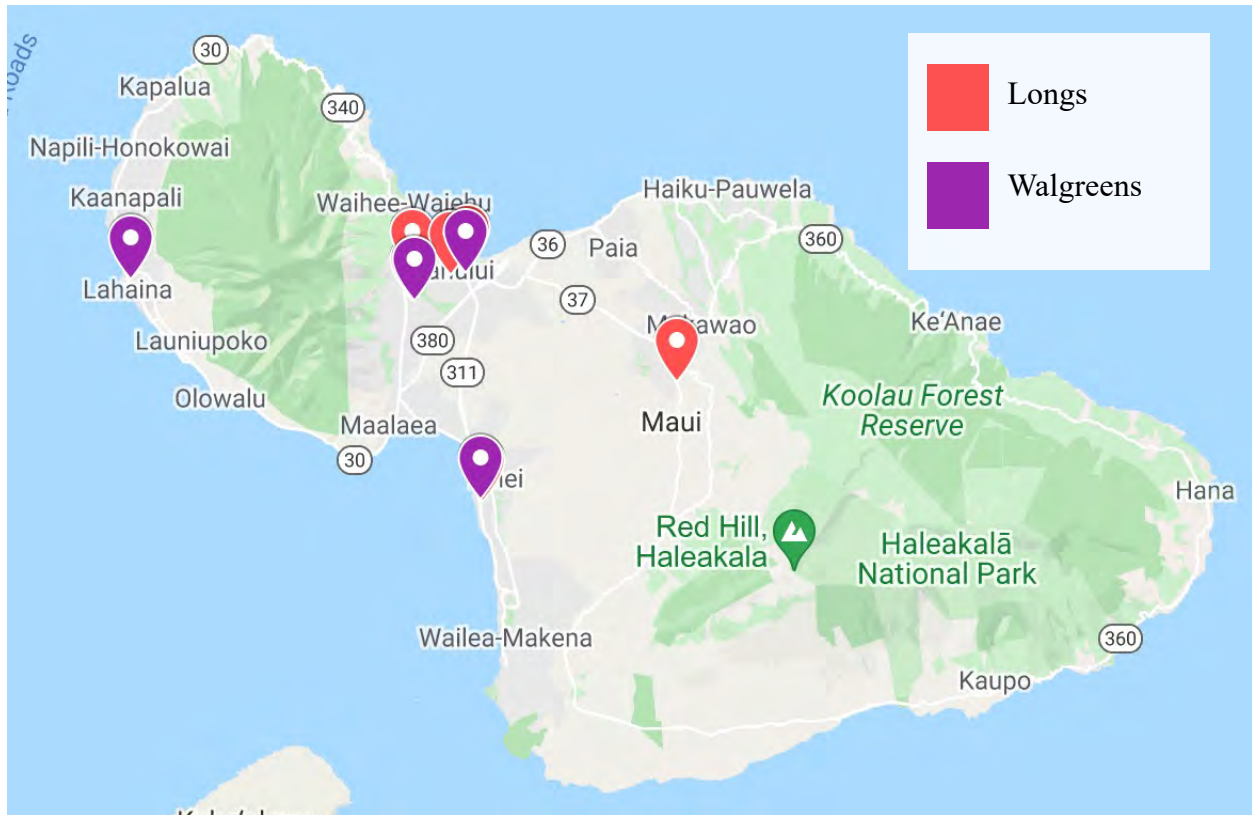 Roads
30
Kapalua
340
Napili-Honokowai
Kaanapali
Waihee-Waiehu
Haiku-Pauwela
Longs
Walgreens
36
Paia
360
Lahaina
37
Launiupoko
380
Ke‘Anae
311
Olowalu
Koolau Forest
Reserve
Maalaea
Maui
30
Hana
Red Hill,
Haleakala
Haleakalā
National Park
Wailea-Makena
360
Kaupo